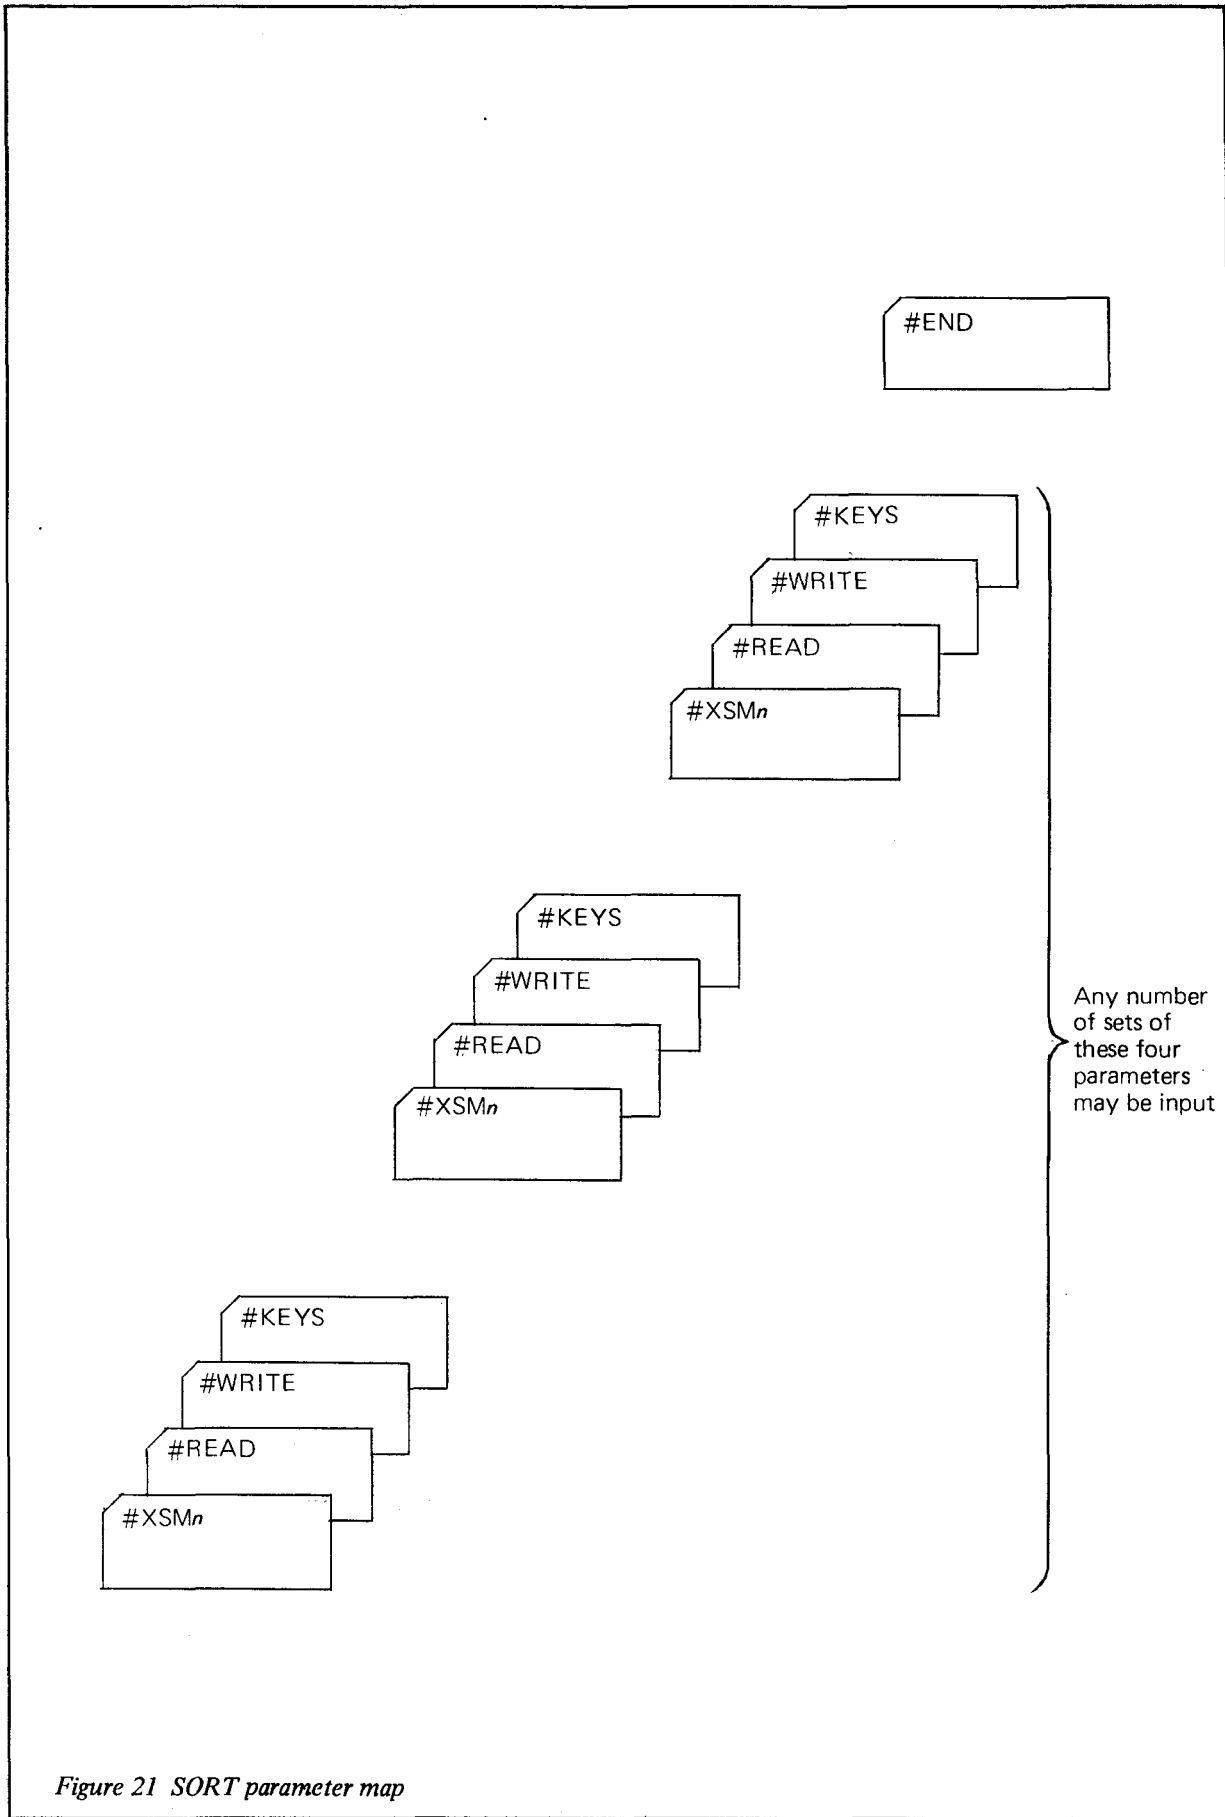 #END
#KEYS
#WRITE
#READ
#XSMn
#KEYS
#WRITE
#READ
#XSMn
Any number
of sets of
these four
parameters
may be input
#KEYS
#WRITE
#READ
#XSMn
Figure 21 SORT parameter map